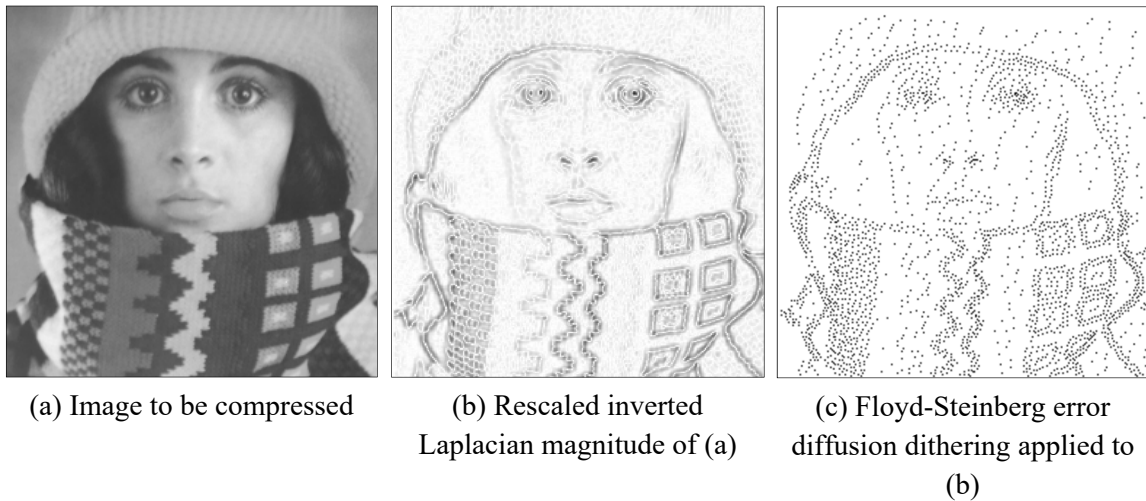 (a) Image to be compressed
(b) Rescaled inverted
Laplacian magnitude of (a)
(c) Floyd-Steinberg error
diffusion dithering applied to
(b)